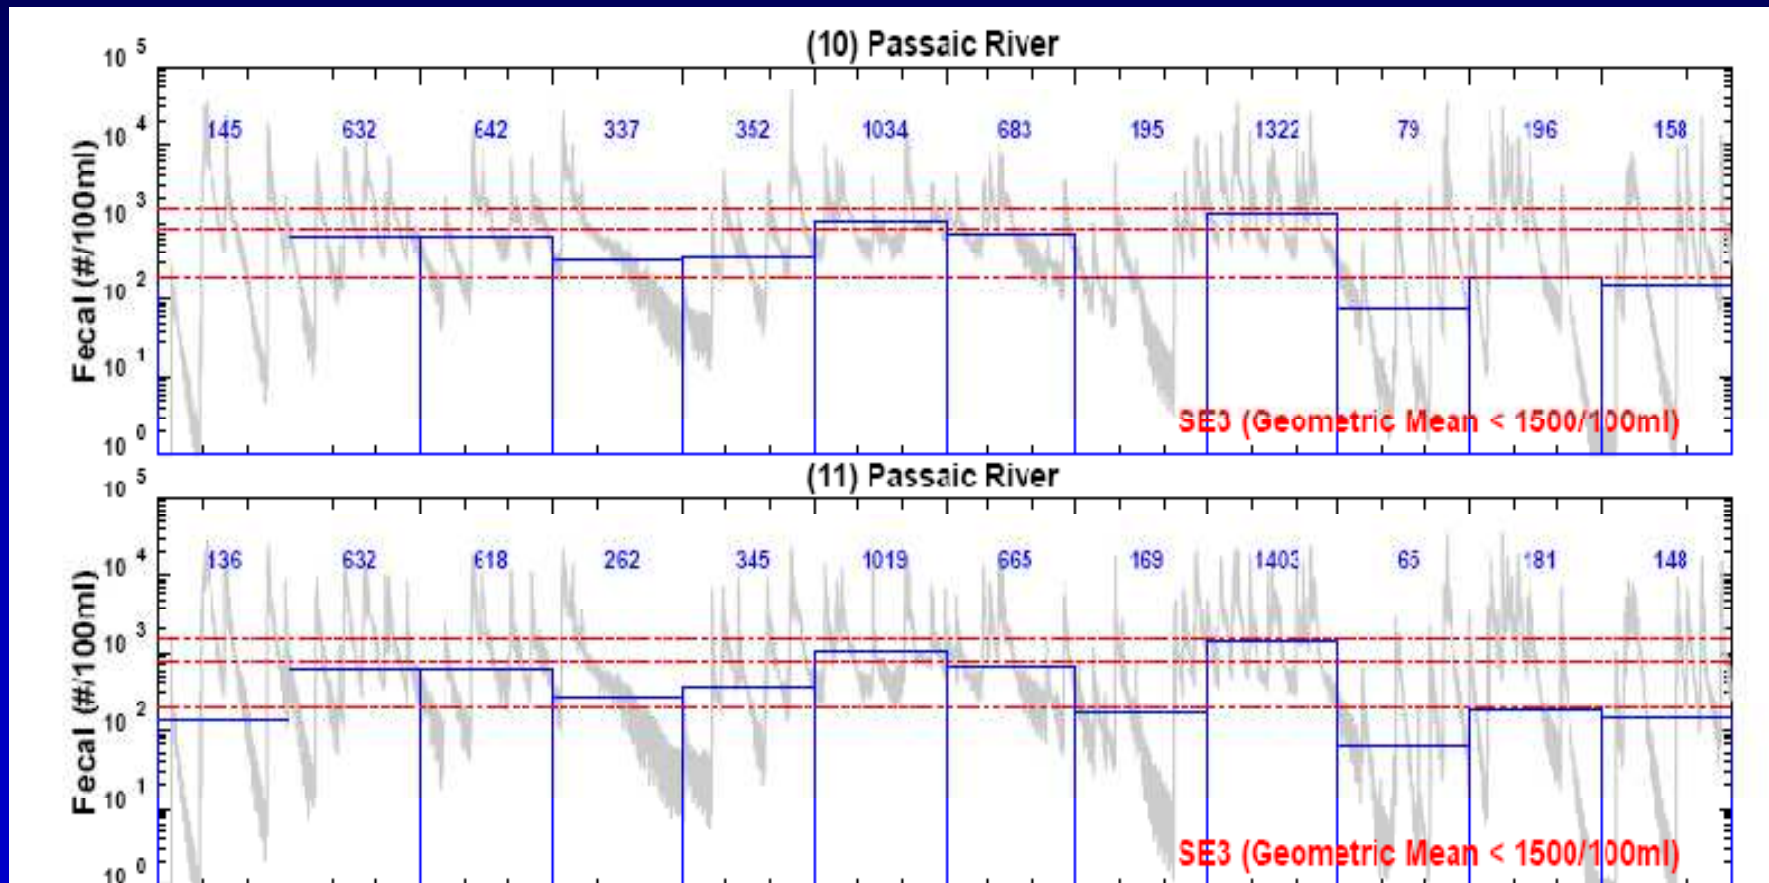 (10) Passaic River
10 5
145 632 642 337 352 1034 683 195 1322 79 196 158
10 4
10 3
10 2
10 1
10 0
Fecal (#/100ml)
SE3 (Geometric Mean < 1500/100ml)
(11) Passaic River
10 5
136 632 618 262 345 1019 665 169 1403 65 181 148
10 4
10 3
10 2
10 1
10 0
Fecal (#/100ml)
SE3 (Geometric Mean < 1500/100ml)